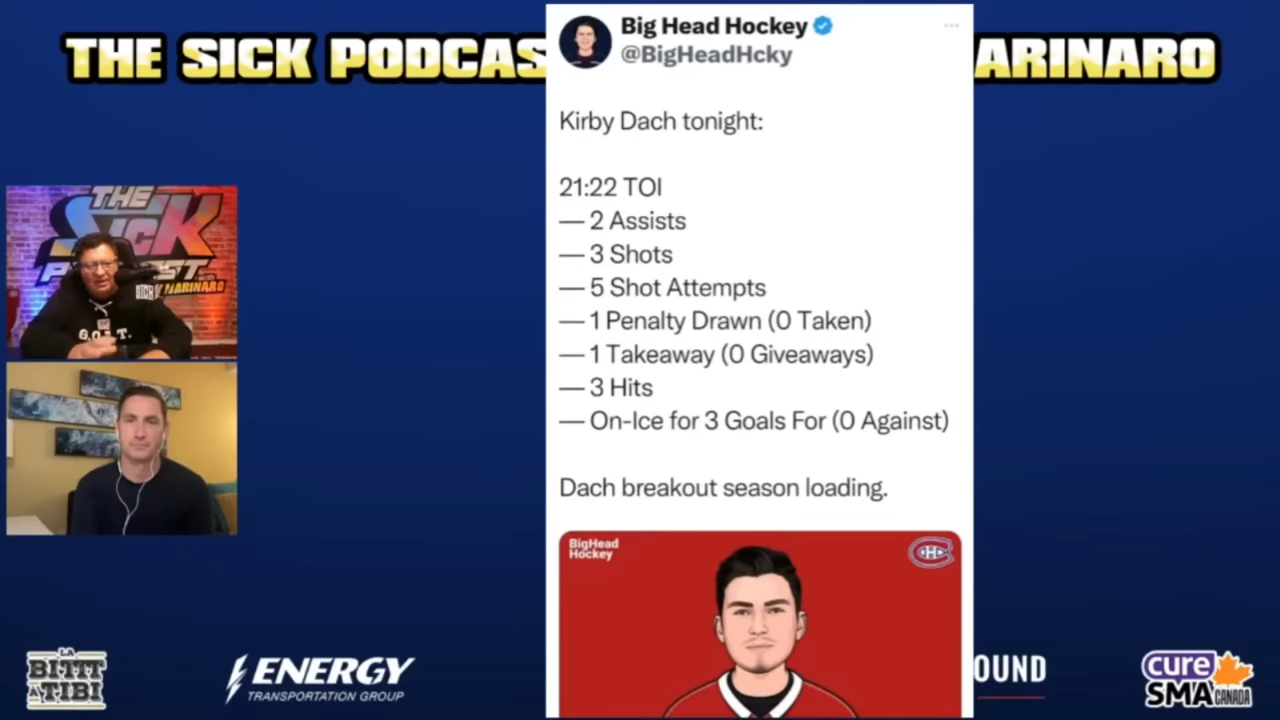 THE SICK PODCAS
ARINARO
Big Head Hockey
@BigHeadHcky
Kirby Dach tonight:
21:22 TOI
— 2 Assists
— 3 Shots
— 5 Shot Attempts
— 1 Penalty Drawn (0 Taken)
— 1 Takeaway (0 Giveaways)
— 3 Hits
— On-Ice for 3 Goals For (0 Against)
Dach breakout season loading.
BigHead
Hockey
THE
SICK
MARINARO
LA
BITTT
À TIBI
ENERGY
TRANSPORTATION GROUP
OUND
cure
SMA CANADA